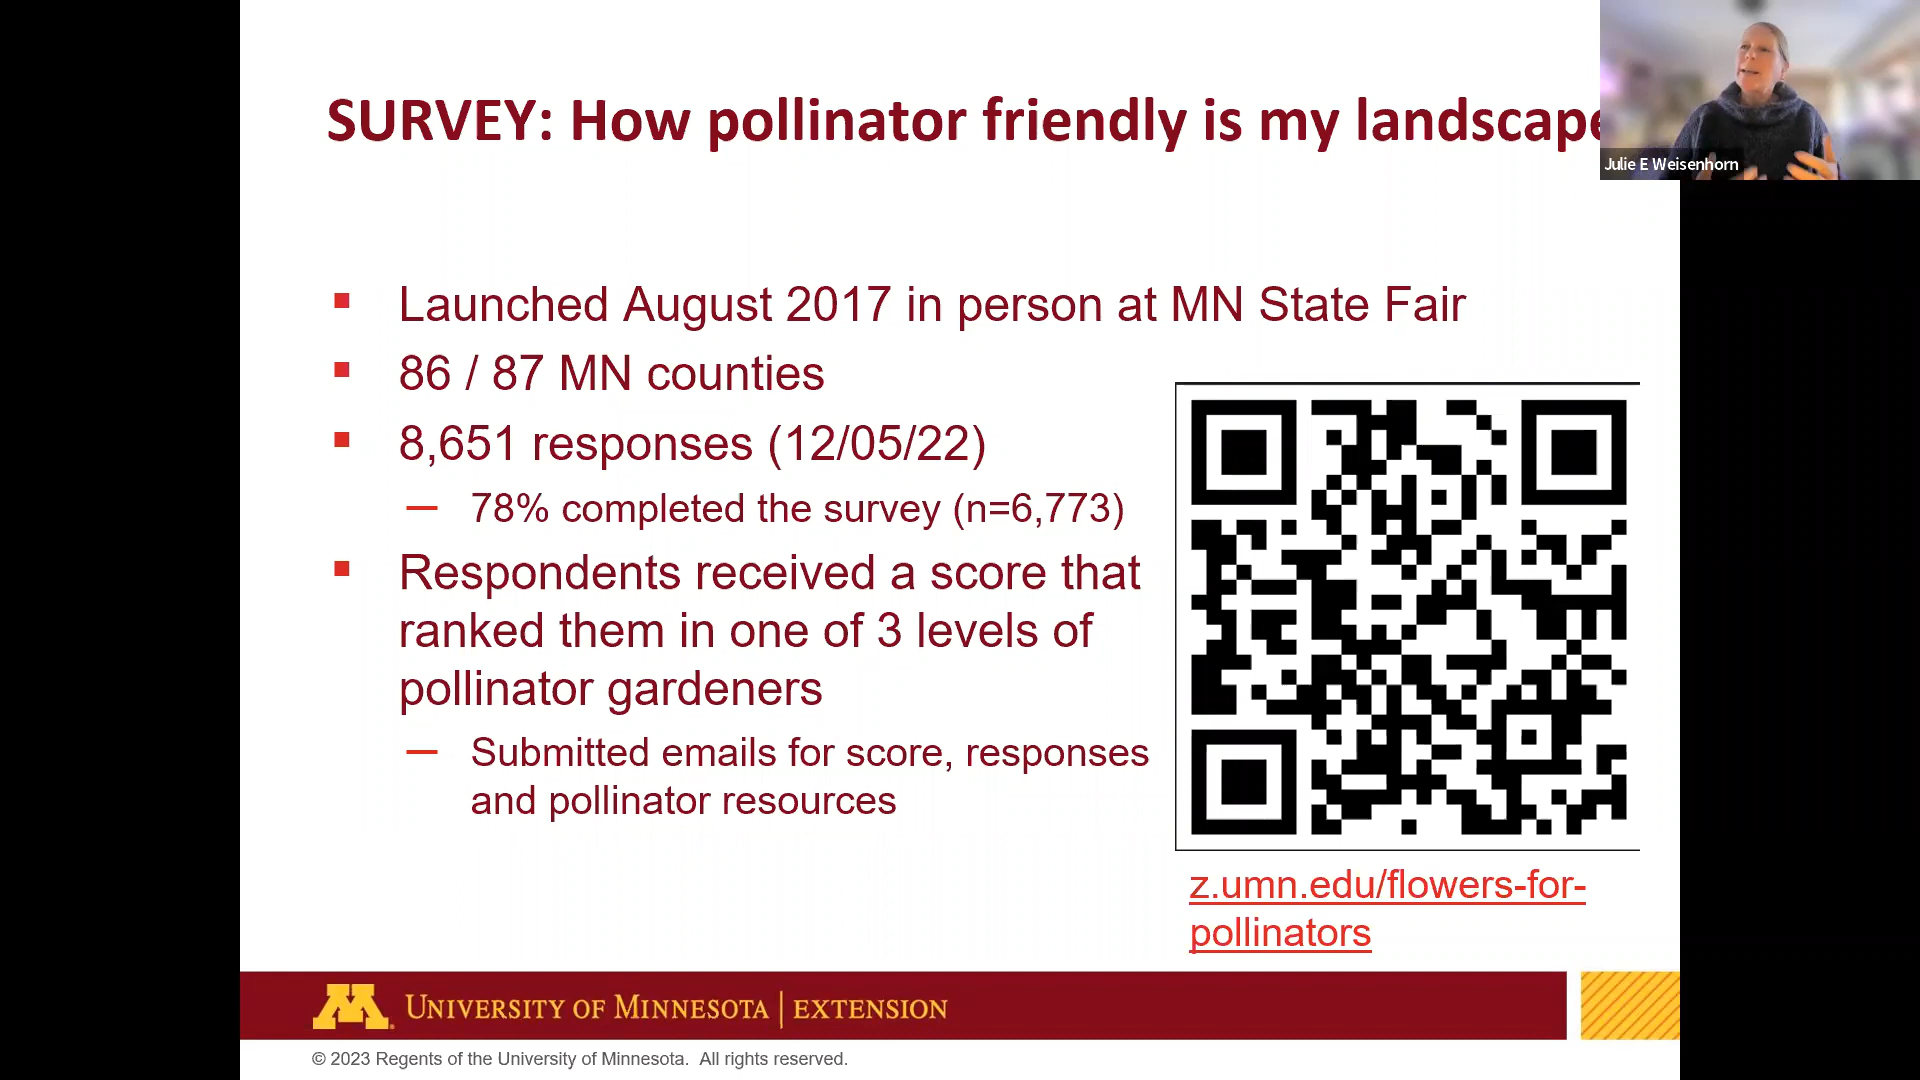 SURVEY: How pollinator friendly is my landscape
Julie E Weisenhorn
Launched August 2017 in person at MN State Fair
86 / 87 MN counties
8,651 responses (12/05/22)
78% completed the survey (n=6,773)
Respondents received a score that
ranked them in one of 3 levels of
pollinator gardeners
Submitted emails for score, responses
and pollinator resources
z.umn.edu/flowers-for-
pollinators
M
UNIVERSITY OF MINNESOTA | EXTENSION
© 2023 Regents of the University of Minnesota. All rights reserved.